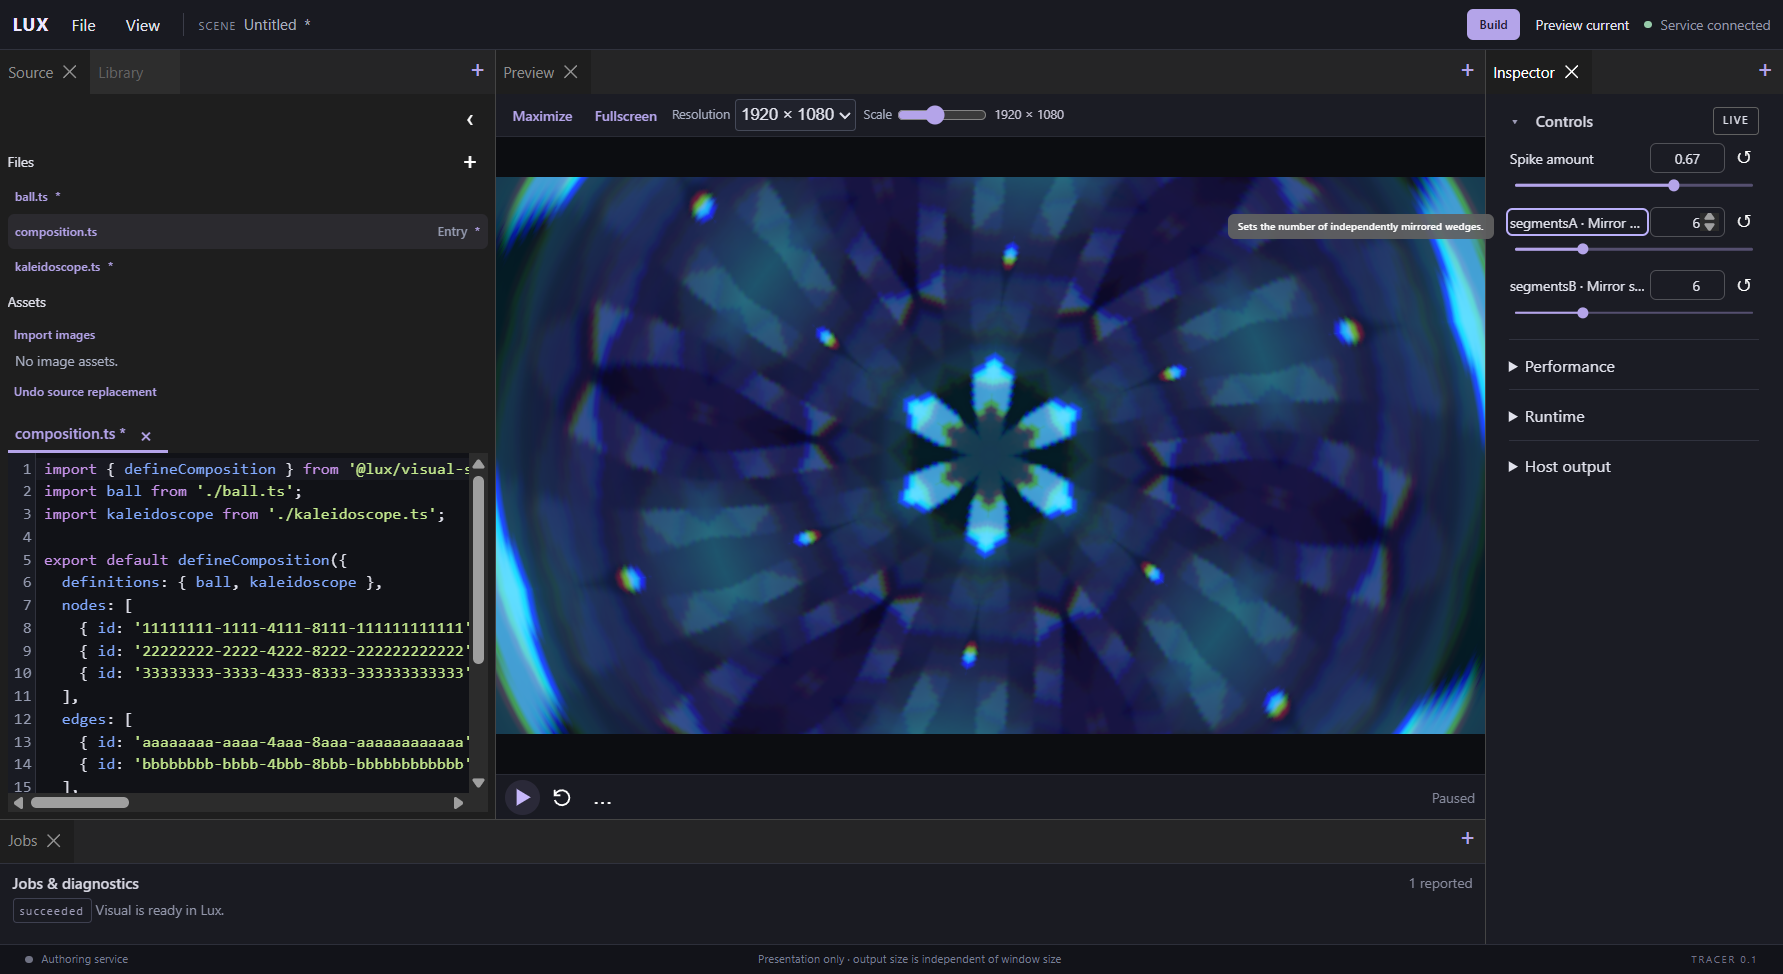 LUX File View SCENE Untitled * Build Preview current Service connected
Source Library +
Files +
ball.ts *
composition.ts Entry *
kaleidoscope.ts *
Assets
Import images
No image assets.
Undo source replacement
composition.ts *
1 import { defineComposition } from '@lux/visual-s
2 import ball from './ball.ts';
3 import kaleidoscope from './kaleidoscope.ts';
4
5 export default defineComposition({
6 definitions: { ball, kaleidoscope },
7 nodes: [
8 { id: '11111111-1111-4111-8111-111111111111'
9 { id: '22222222-2222-4222-8222-222222222222'
10 { id: '33333333-3333-4333-8333-333333333333'
11 ],
12 edges: [
13 { id: 'aaaaaaaa-aaaa-4aaa-8aaa-aaaaaaaaaaaa'
14 { id: 'bbbbbbbb-bbbb-4bbb-8bbb-bbbbbbbbbbbb'
15 ],
Preview +
Maximize Fullscreen Resolution 1920 × 1080 Scale 1920 × 1080
Sets the number of independently mirrored wedges.
... Paused
Inspector +
Controls LIVE
Spike amount 0.67
segmentsA · Mirror ... 6
segmentsB · Mirror s... 6
Performance
Runtime
Host output
Jobs +
Jobs & diagnostics 1 reported
succeeded Visual is ready in Lux.
Authoring service Presentation only · output size is independent of window size TRACER 0.1